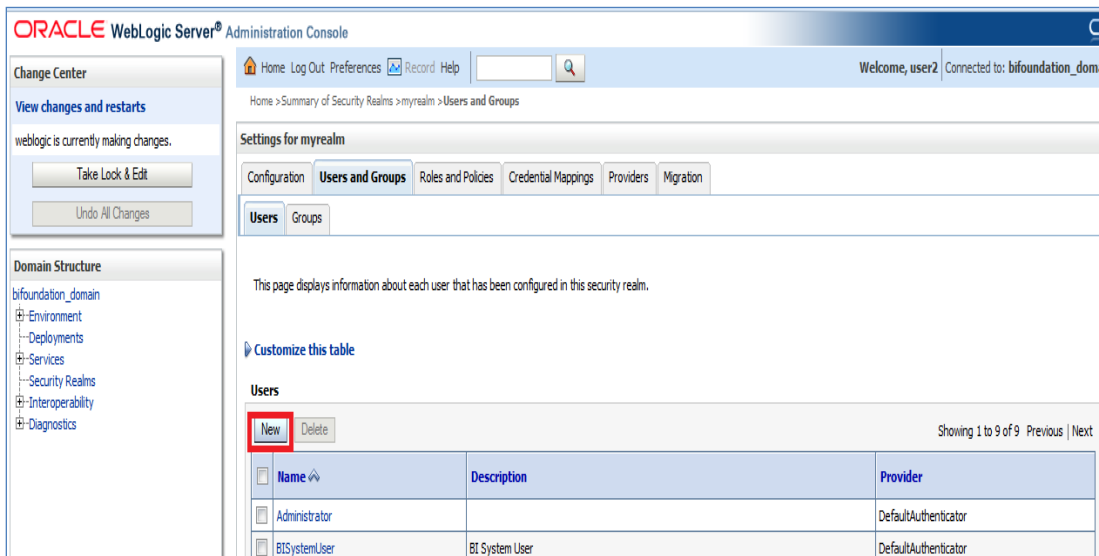 ORACLE WebLogic Server® Administration Console
Change Center
View changes and restarts
weblogic is currently making changes.
Take Lock & Edit
Undo All Changes
Domain Structure
bifoundation_domain
Environment
Deployments
Services
Security Realms
Interoperability
Diagnostics
Home Log Out Preferences Record Help
Welcome, user2 Connected to: bifoundation_dom
Home >Summary of Security Realms >myrealm >Users and Groups
Settings for myrealm
Configuration Users and Groups Roles and Policies Credential Mappings Providers Migration
Users Groups
This page displays information about each user that has been configured in this security realm.
Customize this table
Users
New Delete
Showing 1 to 9 of 9 Previous | Next
Name Description Provider
Administrator DefaultAuthenticator
BISystemUser BI System User DefaultAuthenticator